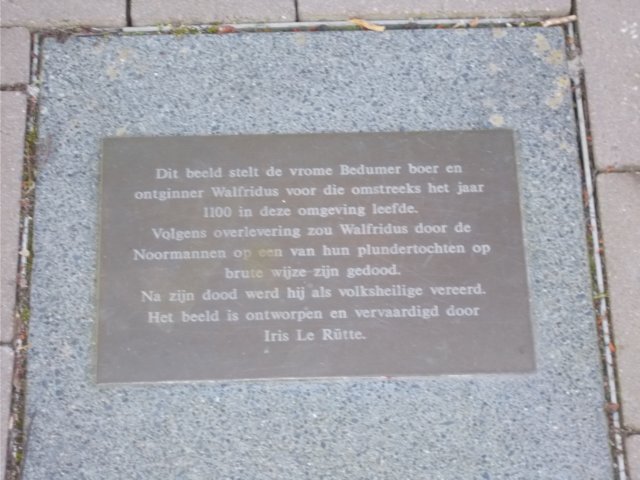 Dit beeld stelt de vrome Bedumer boer en
ontginner Walfridus voor die omstreeks het jaar
1100 in deze omgeving leefde.
Volgens overlevering zou Walfridus door de
Noormannen op een van hun plundertochten op
brute wijze zijn gedood.
Na zijn dood werd hij als volksheilige vereerd.
Het beeld is ontworpen en vervaardigd door
Iris Le Rütte.